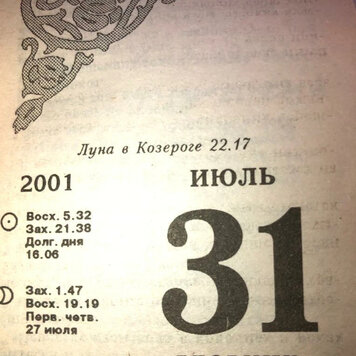 Луна в Козероге 22.17
2001 ИЮЛЬ
Восх. 5.32
Зах. 21.38
Долг. дня
16.06
31
Зах. 1.47
Восх. 19.19
Перв. четв.
27 июля